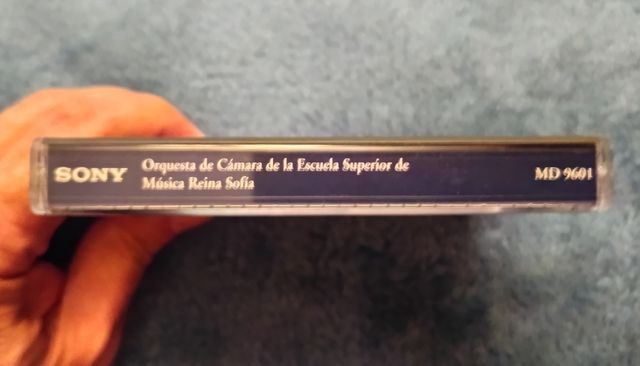 SONY
Orquesta de Cámara de la Escuela Superior de
Música Reina Sofía
MD 9601